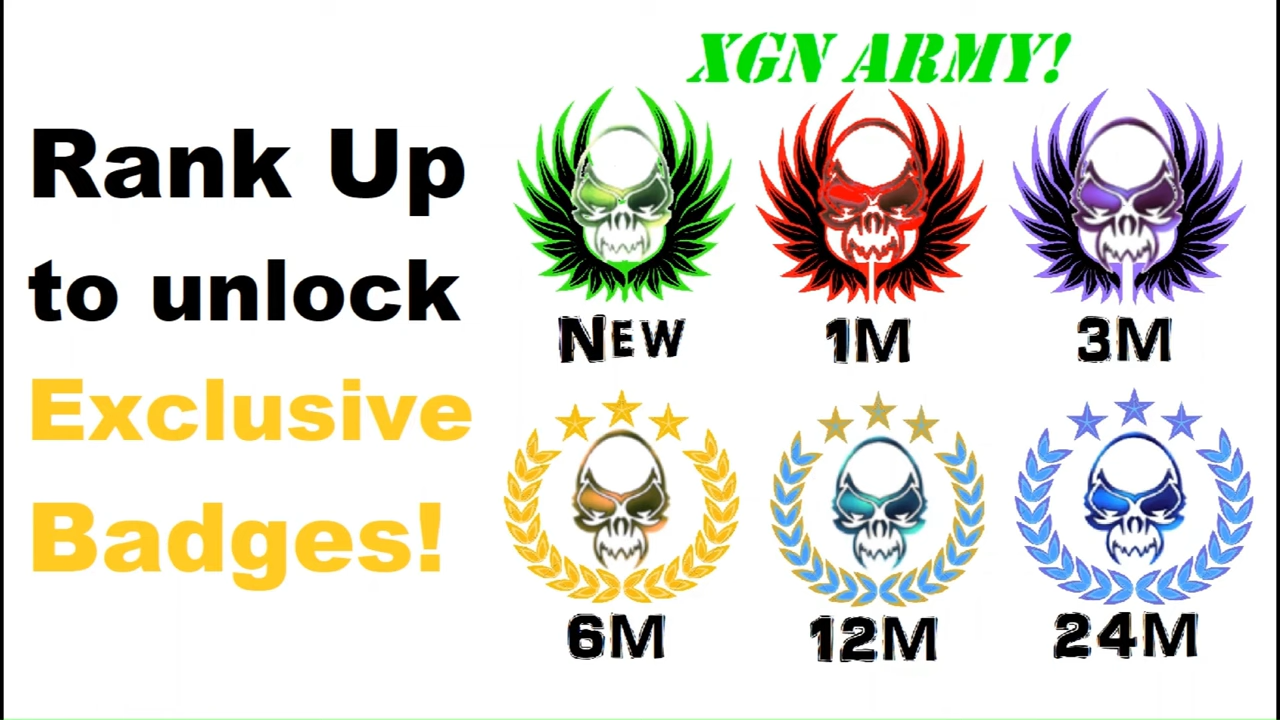 Rank Up
to unlock
Exclusive
Badges!
XGN ARMY!
NEW
1M
3M
6M
12M
24M